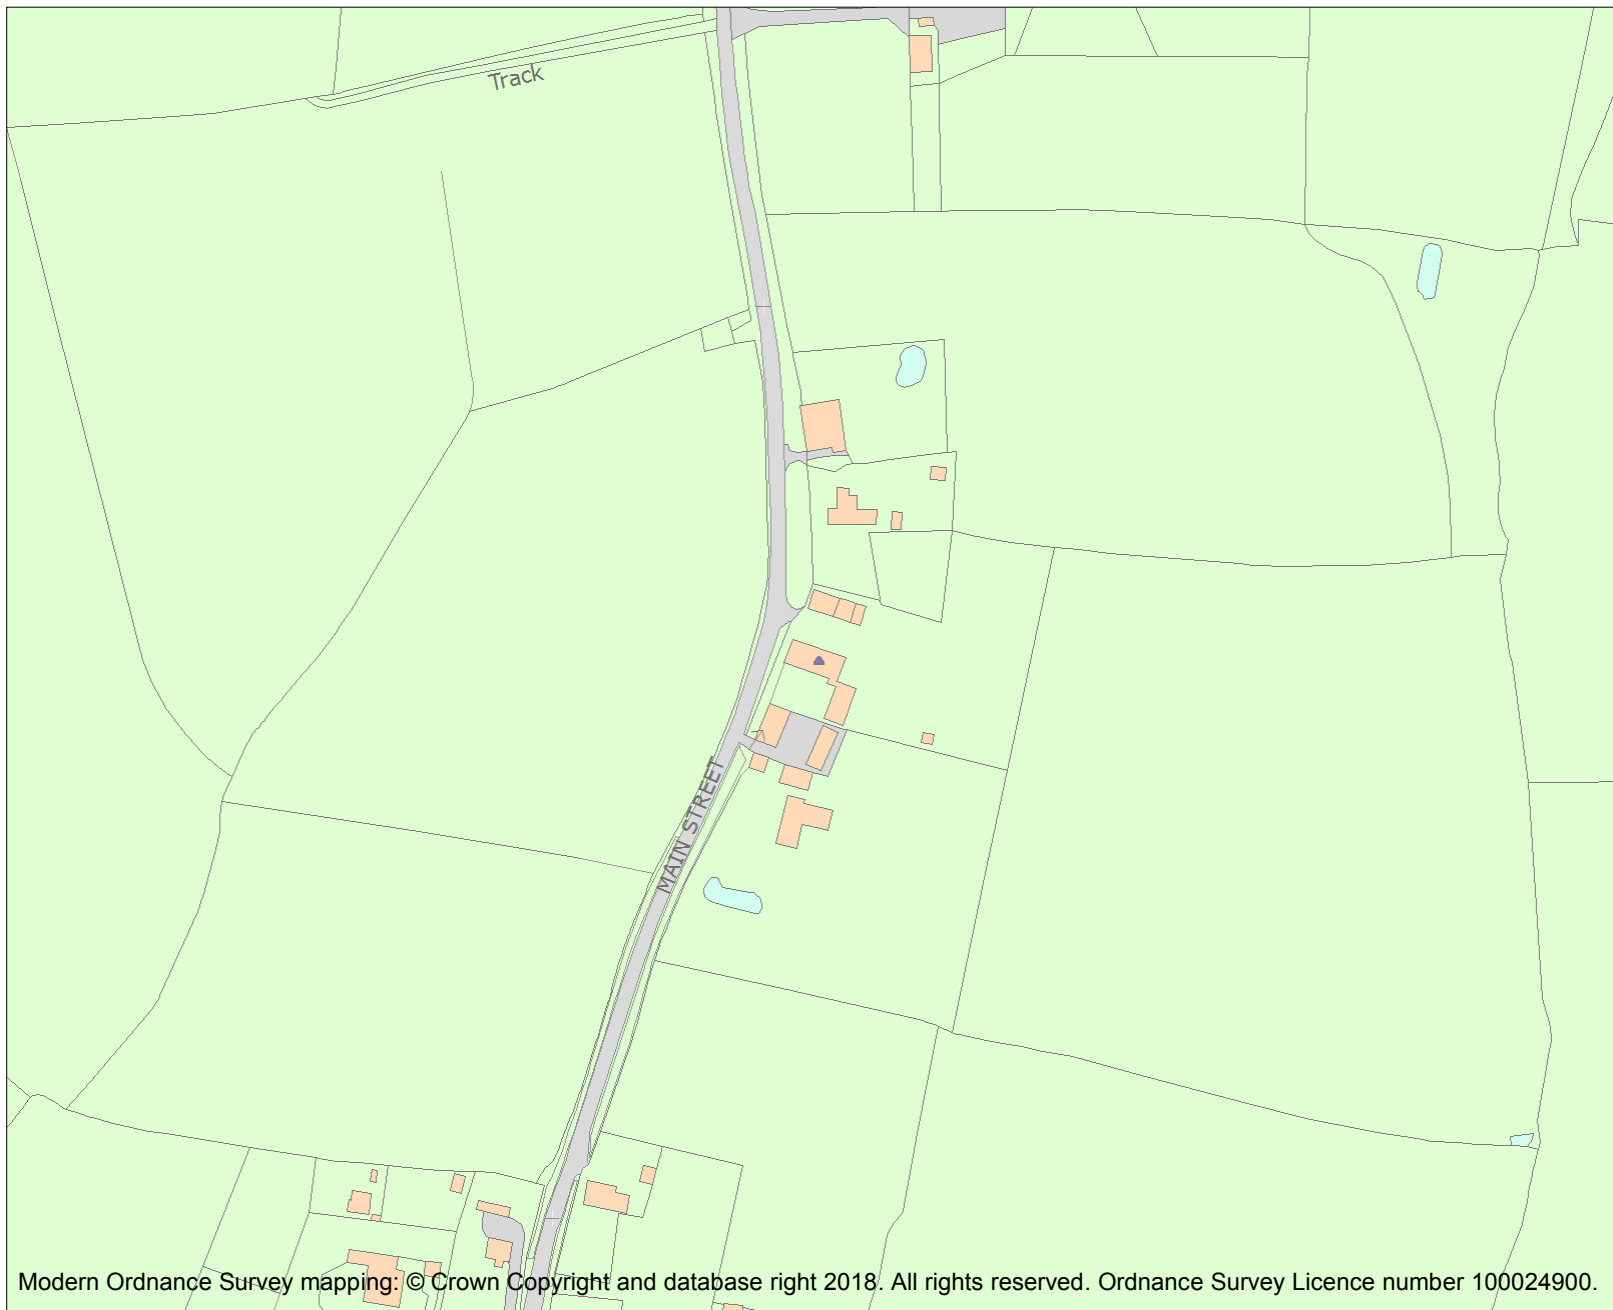 Track
MAIN STREET
Modern Ordnance Survey mapping: © Crown Copyright and database right 2018. All rights reserved. Ordnance Survey Licence number 100024900.